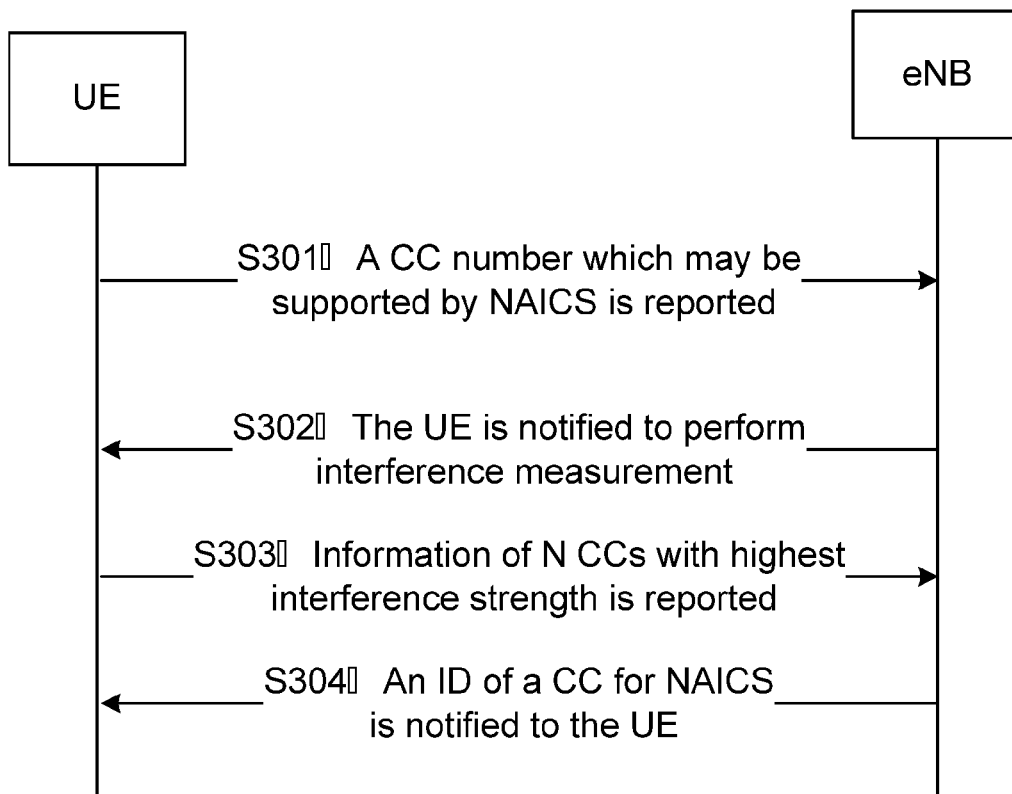 UE
eNB
S301▯ A CC number which may be
supported by NAICS is reported
S302▯ The UE is notified to perform
interference measurement
S303▯ Information of N CCs with highest
interference strength is reported
S304▯ An ID of a CC for NAICS
is notified to the UE